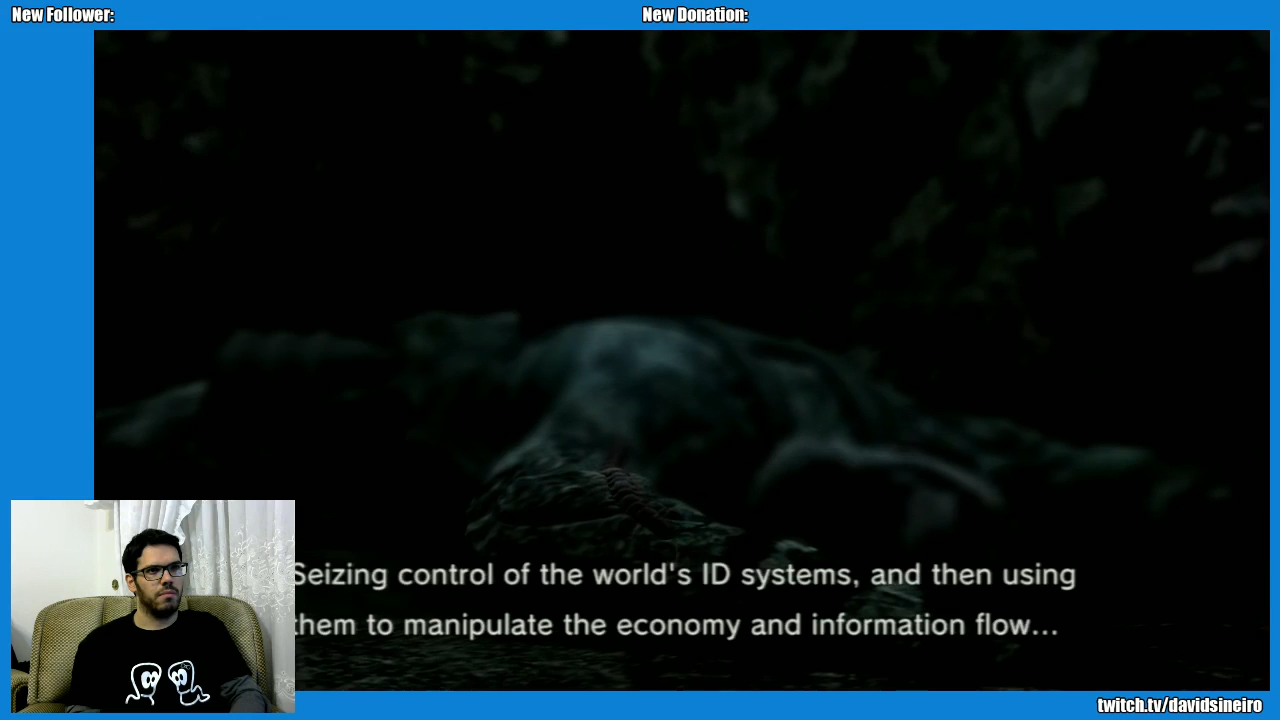 New Follower:
New Donation:
Seizing control of the world's ID systems, and then using
them to manipulate the economy and information flow...
twitch.tv/davidsineiro